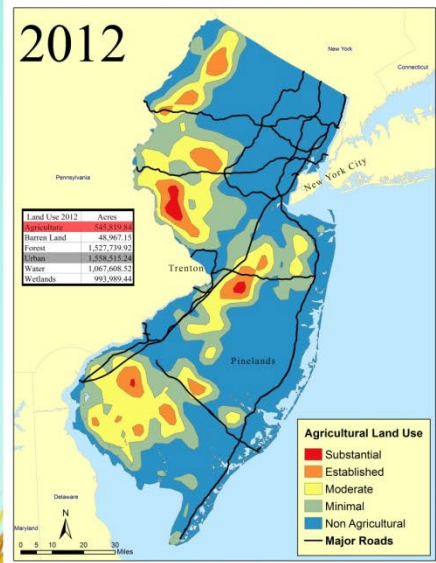 2012
New York
Connecticut
Pennsylvania
New York City
Land Use 2012 Acres
Agriculture 545,819.84
Barren Land 48,967.15
Forest 1,527,739.92
Urban 1,558,515.24
Water 1,067,608.52
Wetlands 993,989.44
Trenton
Pinelands
Agricultural Land Use
Substantial
Established
Moderate
Minimal
Non Agricultural
Major Roads
Delaware
Maryland
N
0 5 10 20 30
Miles